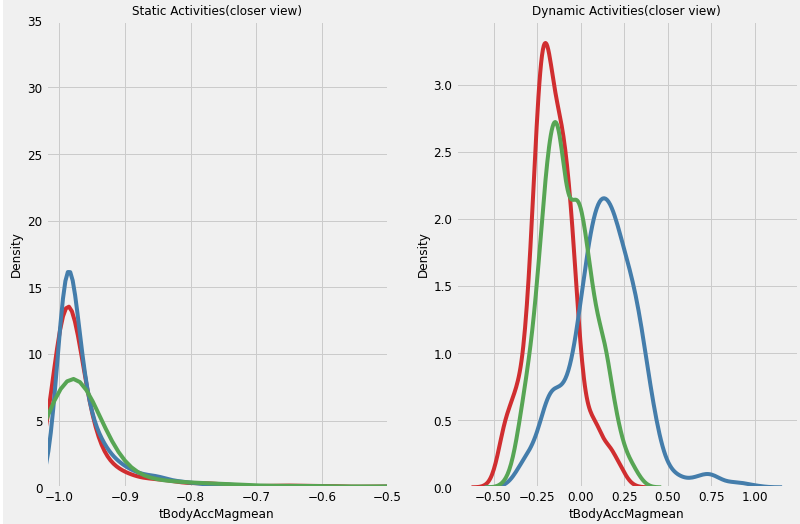 Static Activities(closer view)
35
30
25
20
15
10
5
0
Density
−1.0 −0.9 −0.8 −0.7 −0.6 −0.5
tBodyAccMagmean
Dynamic Activities(closer view)
3.0
2.5
2.0
1.5
1.0
0.5
0.0
Density
−0.50 −0.25 0.00 0.25 0.50 0.75 1.00
tBodyAccMagmean